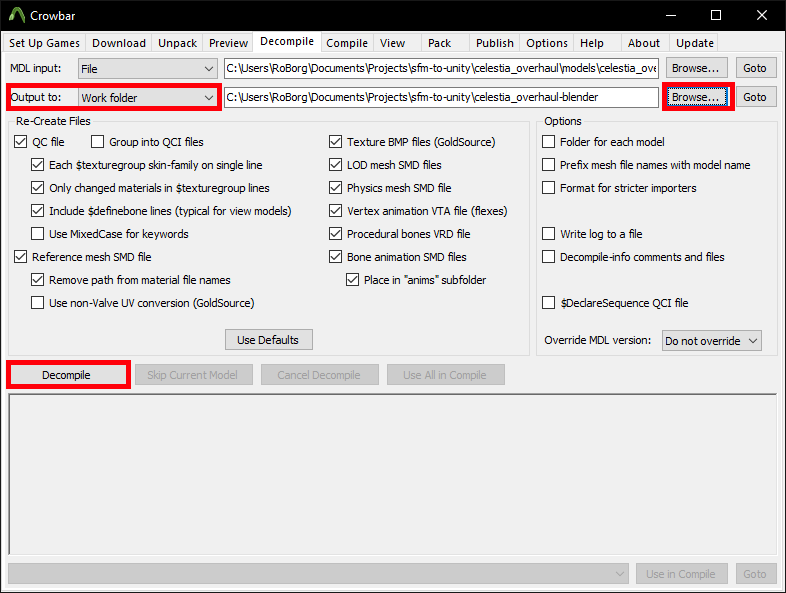 Crowbar
Set Up Games Download Unpack Preview Decompile Compile View Pack Publish Options Help About Update
MDL input: File C:\Users\RoBorg\Documents\Projects\sfm-to-unity\celestia_overhaul\models\celestia_ove Browse... Goto
Output to: Work folder C:\Users\RoBorg\Documents\Projects\sfm-to-unity\celestia_overhaul-blender Browse... Goto
Re-Create Files Options
QC file Group into QCI files Texture BMP files (GoldSource) Folder for each model
Each $texturegroup skin-family on single line LOD mesh SMD files Prefix mesh file names with model name
Only changed materials in $texturegroup lines Physics mesh SMD file Format for stricter importers
Include $definebone lines (typical for view models) Vertex animation VTA file (flexes)
Use MixedCase for keywords Procedural bones VRD file Write log to a file
Reference mesh SMD file Bone animation SMD files Decompile-info comments and files
Remove path from material file names Place in "anims" subfolder
Use non-Valve UV conversion (GoldSource) $DeclareSequence QCI file
Use Defaults Override MDL version: Do not override
Decompile Skip Current Model Cancel Decompile Use All in Compile
Use in Compile Goto